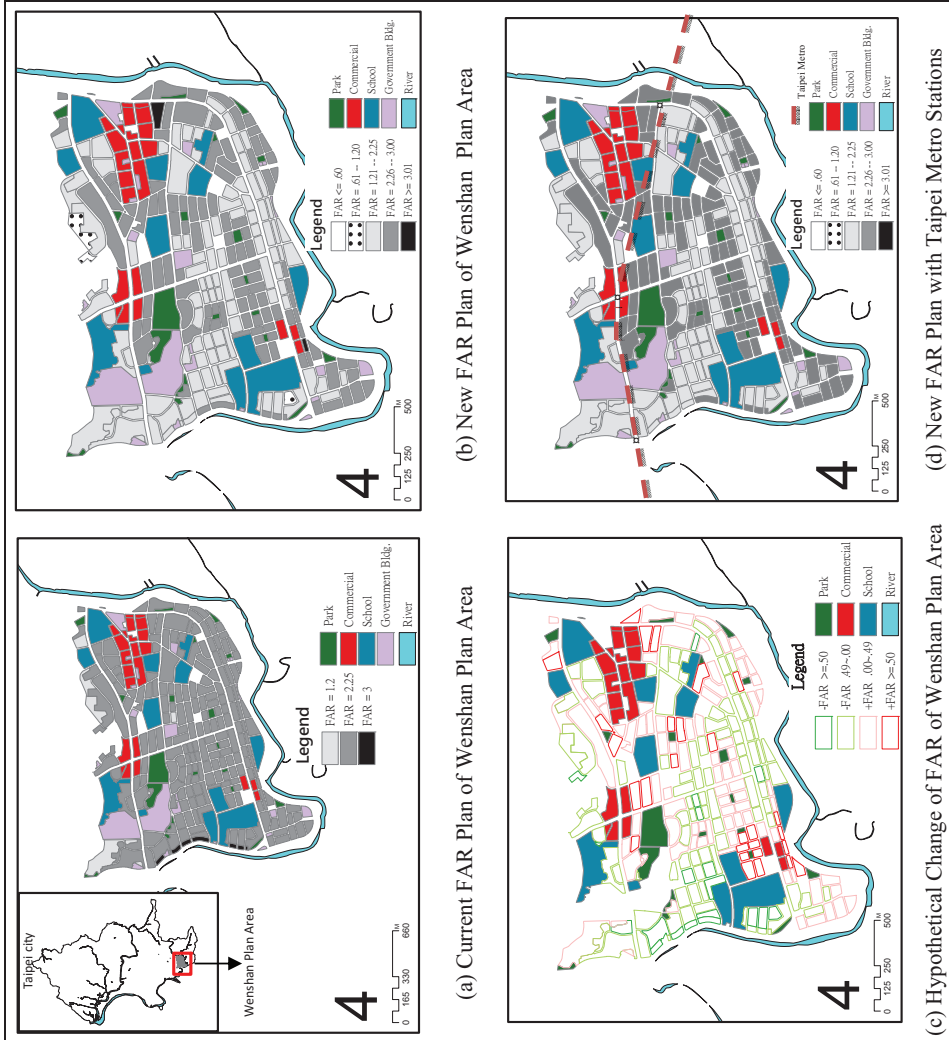 Taipei city
Wenshan Plan Area
4
0 165 330 660
M
Legend
FAR = 1.2
FAR = 2.25
FAR = 3
Park
Commercial
School
Government Bldg.
River
(a) Current FAR Plan of Wenshan Plan Area
4
0 125 250 500
M
Legend
FAR <= .60
FAR = .61 -- 1.20
FAR = 1.21 -- 2.25
FAR = 2.26 -- 3.00
FAR >= 3.01
Park
Commercial
School
Government Bldg.
River
(b) New FAR Plan of Wenshan Plan Area
4
0 125 250 500
M
Legend
-FAR >=.50
-FAR .49~.00
+FAR .00~.49
+FAR >=.50
Park
Commercial
School
River
(c) Hypothetical Change of FAR of Wenshan Plan Area
4
0 125 250 500
M
Legend
FAR <= .60
FAR = .61 -- 1.20
FAR = 1.21 -- 2.25
FAR = 2.26 -- 3.00
FAR >= 3.01
Taipei Metro
Park
Commercial
School
Government Bldg.
River
(d) New FAR Plan with Taipei Metro Stations